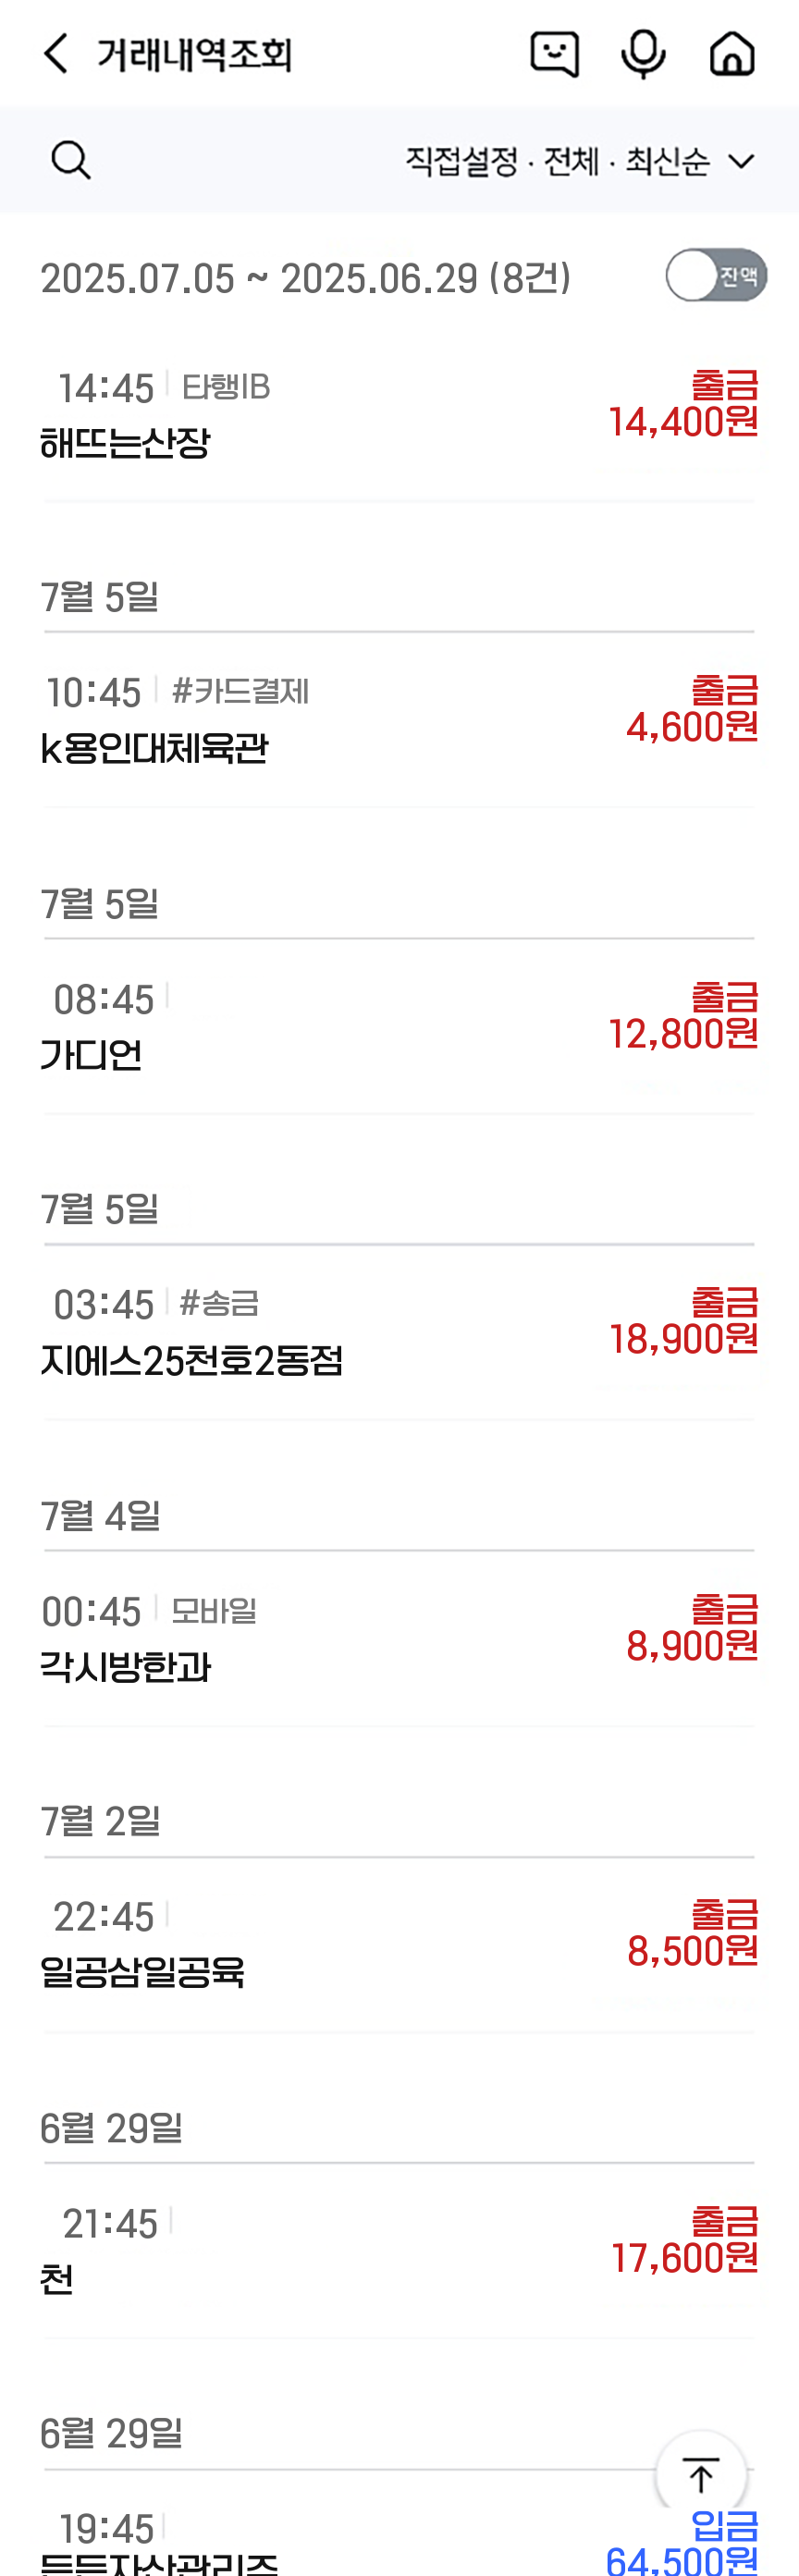 거래내역조회
직접설정 · 전체 · 최신순
2025.07.05 ~ 2025.06.29 (8건)
잔액
14:45 타행IB
출금
해뜨는산장
14,400원
7월 5일
10:45 #카드결제
출금
k용인대체육관
4,600원
7월 5일
08:45
출금
가디언
12,800원
7월 5일
03:45 #송금
출금
지에스25천호2동점
18,900원
7월 4일
00:45 모바일
출금
각시방한과
8,900원
7월 2일
22:45
출금
일공삼일공육
8,500원
6월 29일
21:45
출금
천
17,600원
6월 29일
19:45
입금
64,500원